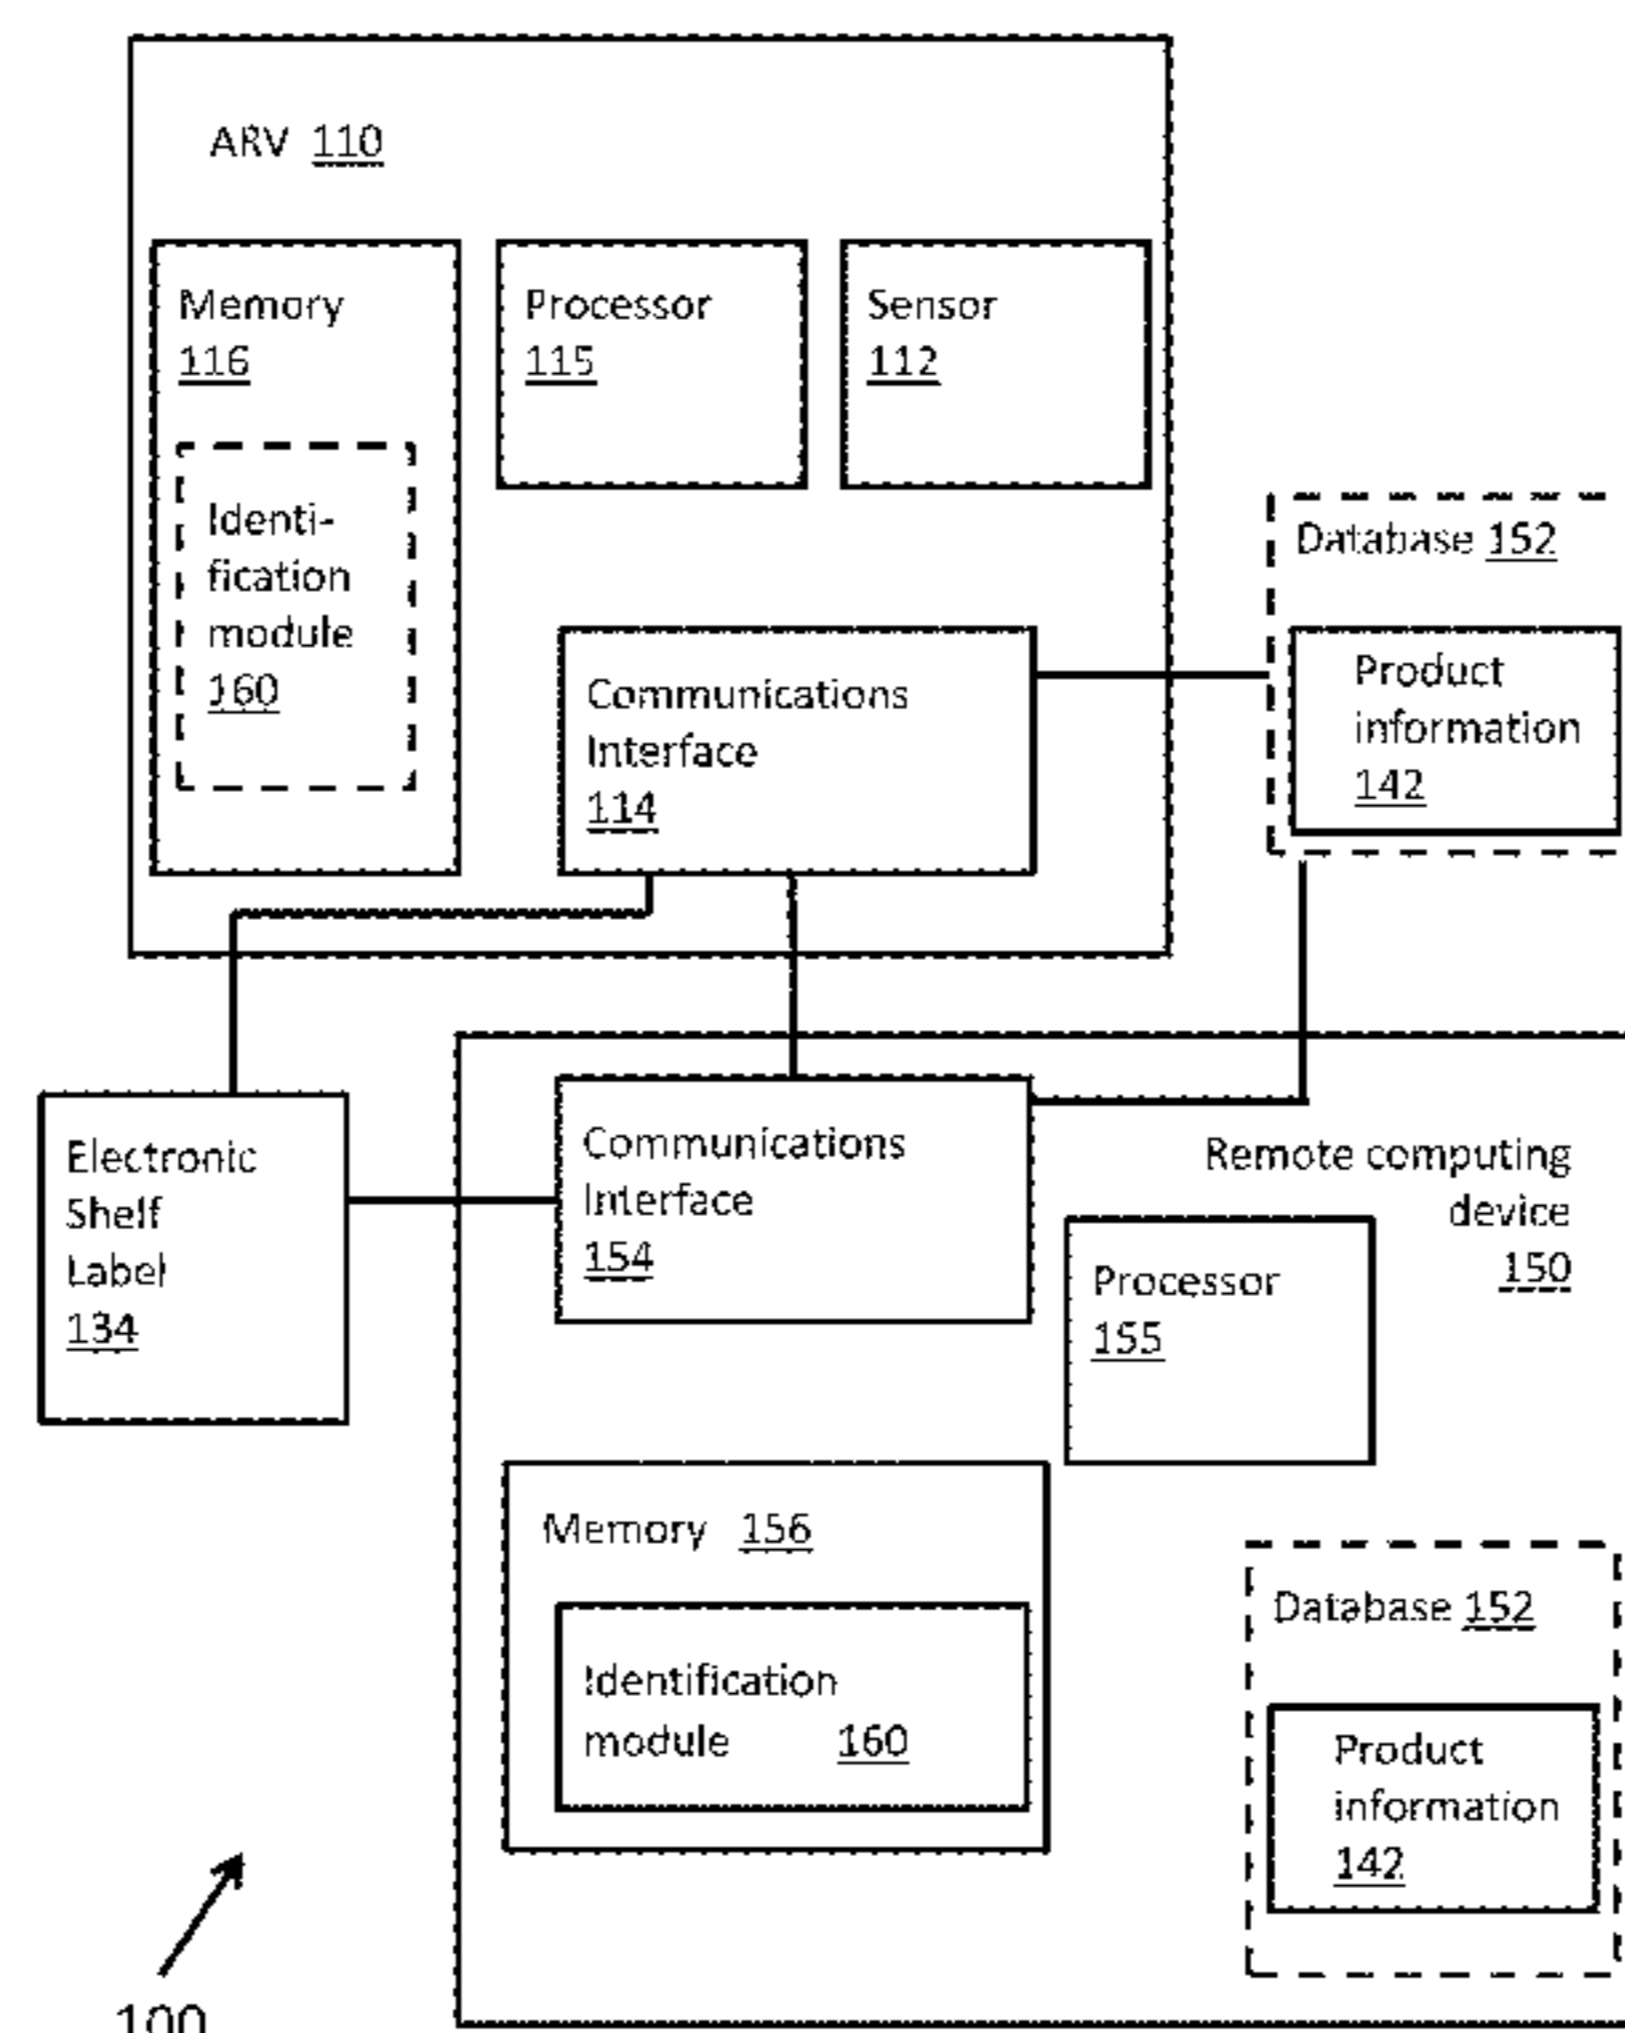 ARV 110
Memory
116
Processor
115
Sensor
112
Identi-
fication
module
160
Database 152
Product
information
142
Communications
Interface
114
Electronic
Shelf
Label
134
Communications
Interface
154
Remote computing
device
150
Processor
155
Memory 156
Identification
module 160
Database 152
Product
information
142
100